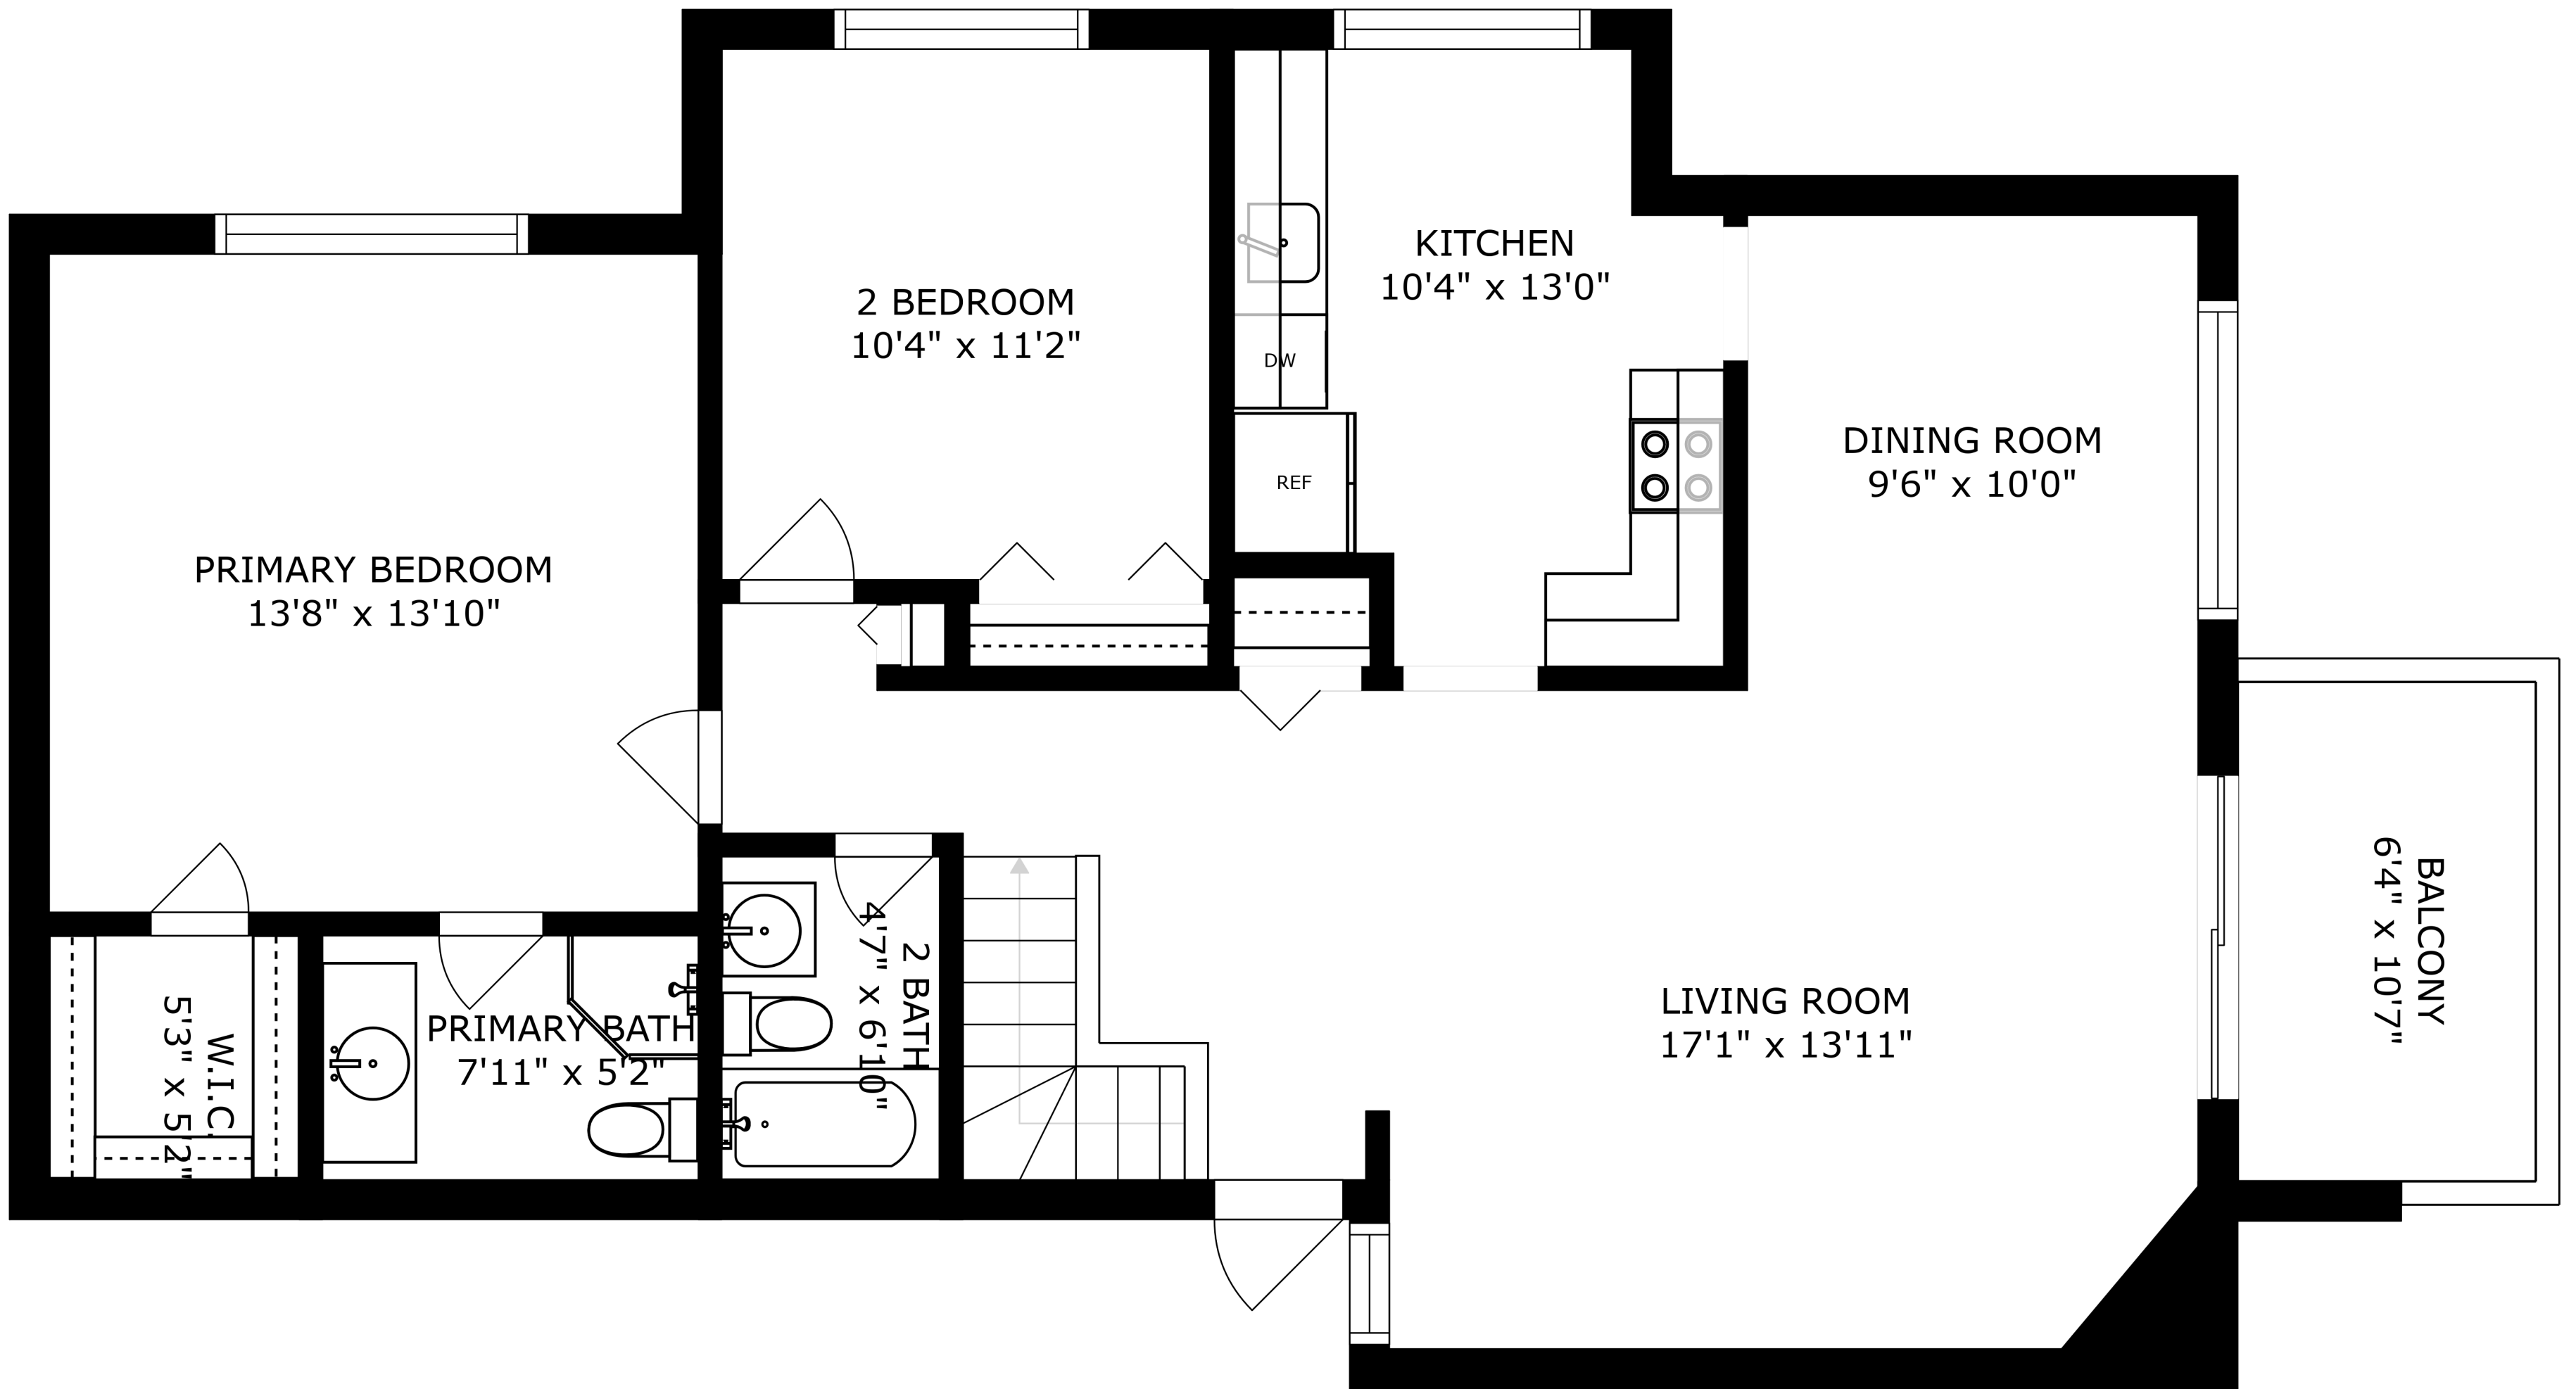 2 BEDROOM
10'4" x 11'2"
KITCHEN
10'4" x 13'0"
DW
REF
DINING ROOM
9'6" x 10'0"
PRIMARY BEDROOM
13'8" x 13'10"
W.I.C.
5'3" x 5'2"
PRIMARY BATH
7'11" x 5'2"
2 BATH
4'7" x 6'10"
LIVING ROOM
17'1" x 13'11"
BALCONY
6'4" x 10'7"